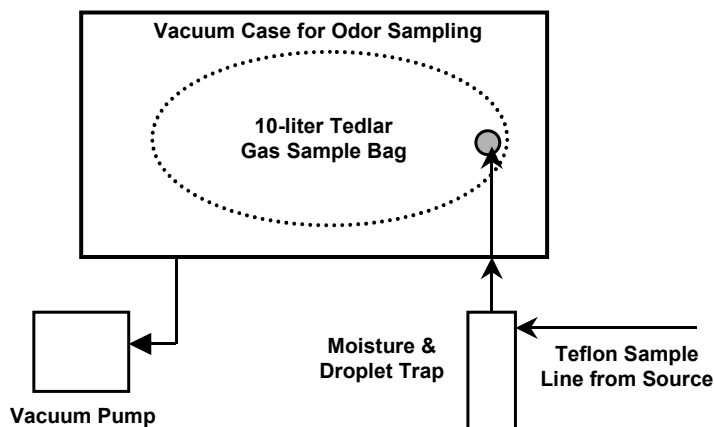 Vacuum Case for Odor Sampling
10-liter Tedlar
Gas Sample Bag
Moisture &
Droplet Trap
Teflon Sample
Line from Source
Vacuum Pump